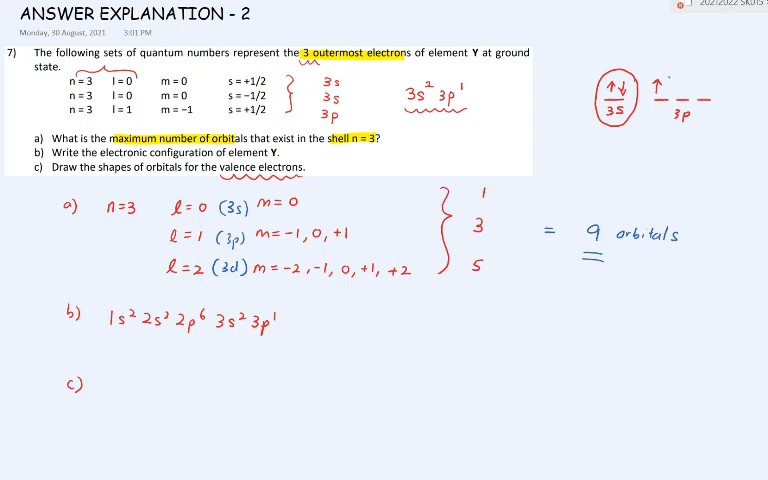 2021/2022 SK015
ANSWER EXPLANATION - 2
Monday, 30 August, 2021 3:01 PM
7) The following sets of quantum numbers represent the 3 outermost electrons of element Y at ground
state.
n = 3 l = 0 m = 0 s = +1/2 3s
n = 3 l = 0 m = 0 s = −1/2 3s
n = 3 l = 1 m = −1 s = +1/2 3p
3s² 3p¹
↑↓ ↑
3s 3p
a) What is the maximum number of orbitals that exist in the shell n = 3?
b) Write the electronic configuration of element Y.
c) Draw the shapes of orbitals for the valence electrons.
a) n=3 l=0 (3s) m=0 1
l=1 (3p) m=−1, 0, +1 3
= 9 orbitals
l=2 (3d) m=−2, −1, 0, +1, +2 5
b) 1s² 2s² 2p⁶ 3s² 3p¹
c)